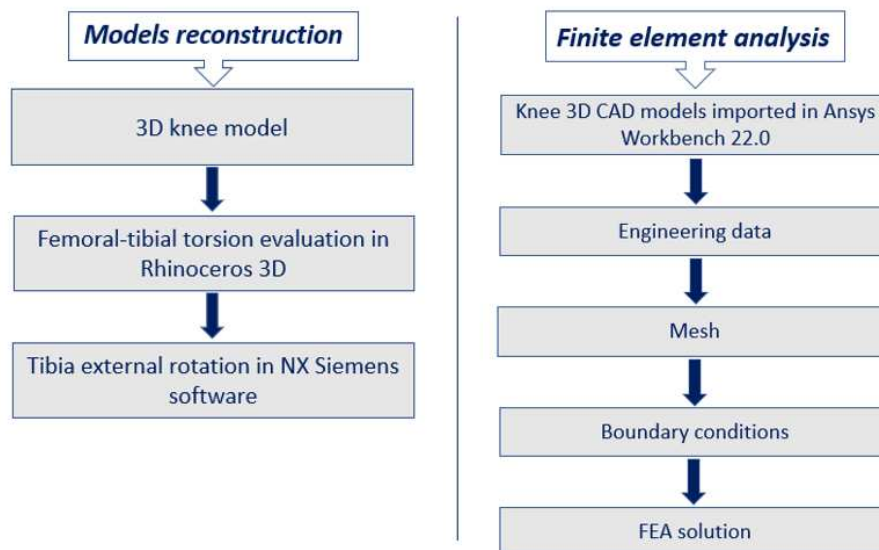 Models reconstruction
3D knee model
Femoral-tibial torsion evaluation in
Rhinoceros 3D
Tibia external rotation in NX Siemens
software
Finite element analysis
Knee 3D CAD models imported in Ansys
Workbench 22.0
Engineering data
Mesh
Boundary conditions
FEA solution